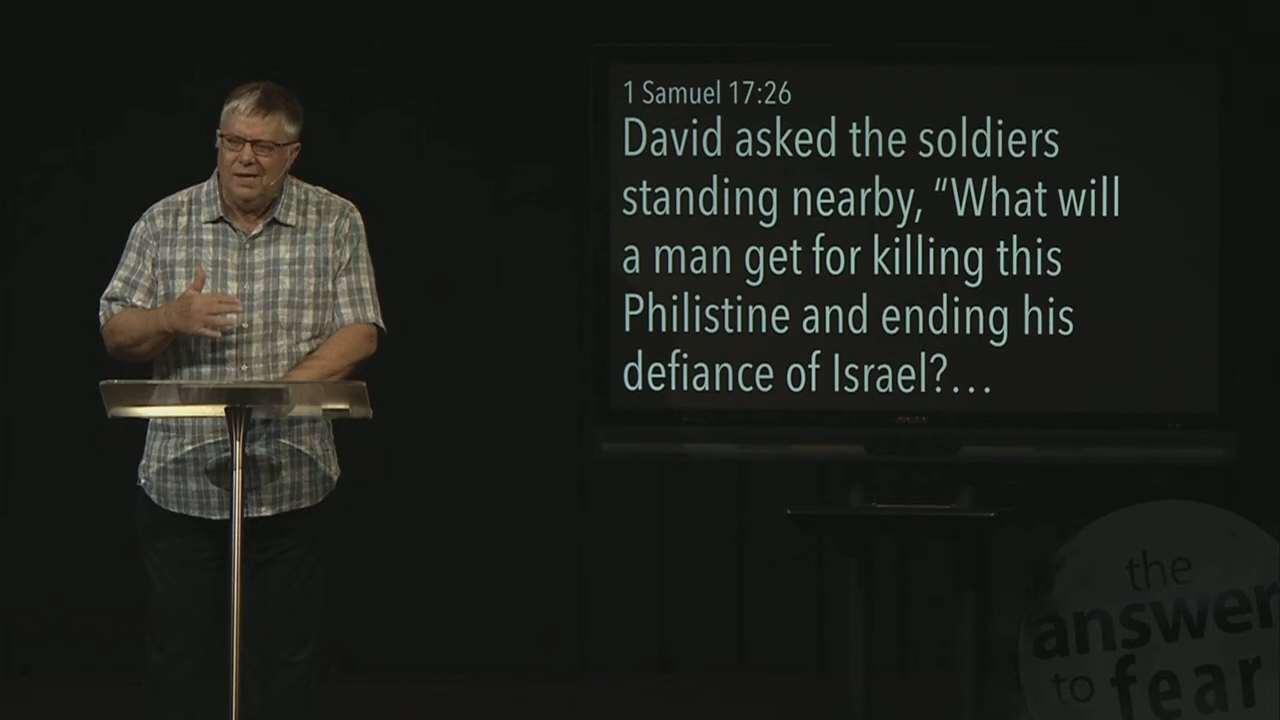 1 Samuel 17:26
David asked the soldiers
standing nearby, “What will
a man get for killing this
Philistine and ending his
defiance of Israel?…
the
answer
to fear